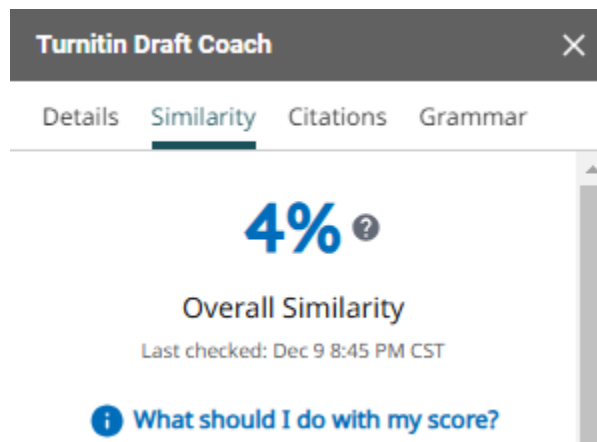 Turnitin Draft Coach
Details Similarity Citations Grammar
4%
Overall Similarity
Last checked: Dec 9 8:45 PM CST
What should I do with my score?